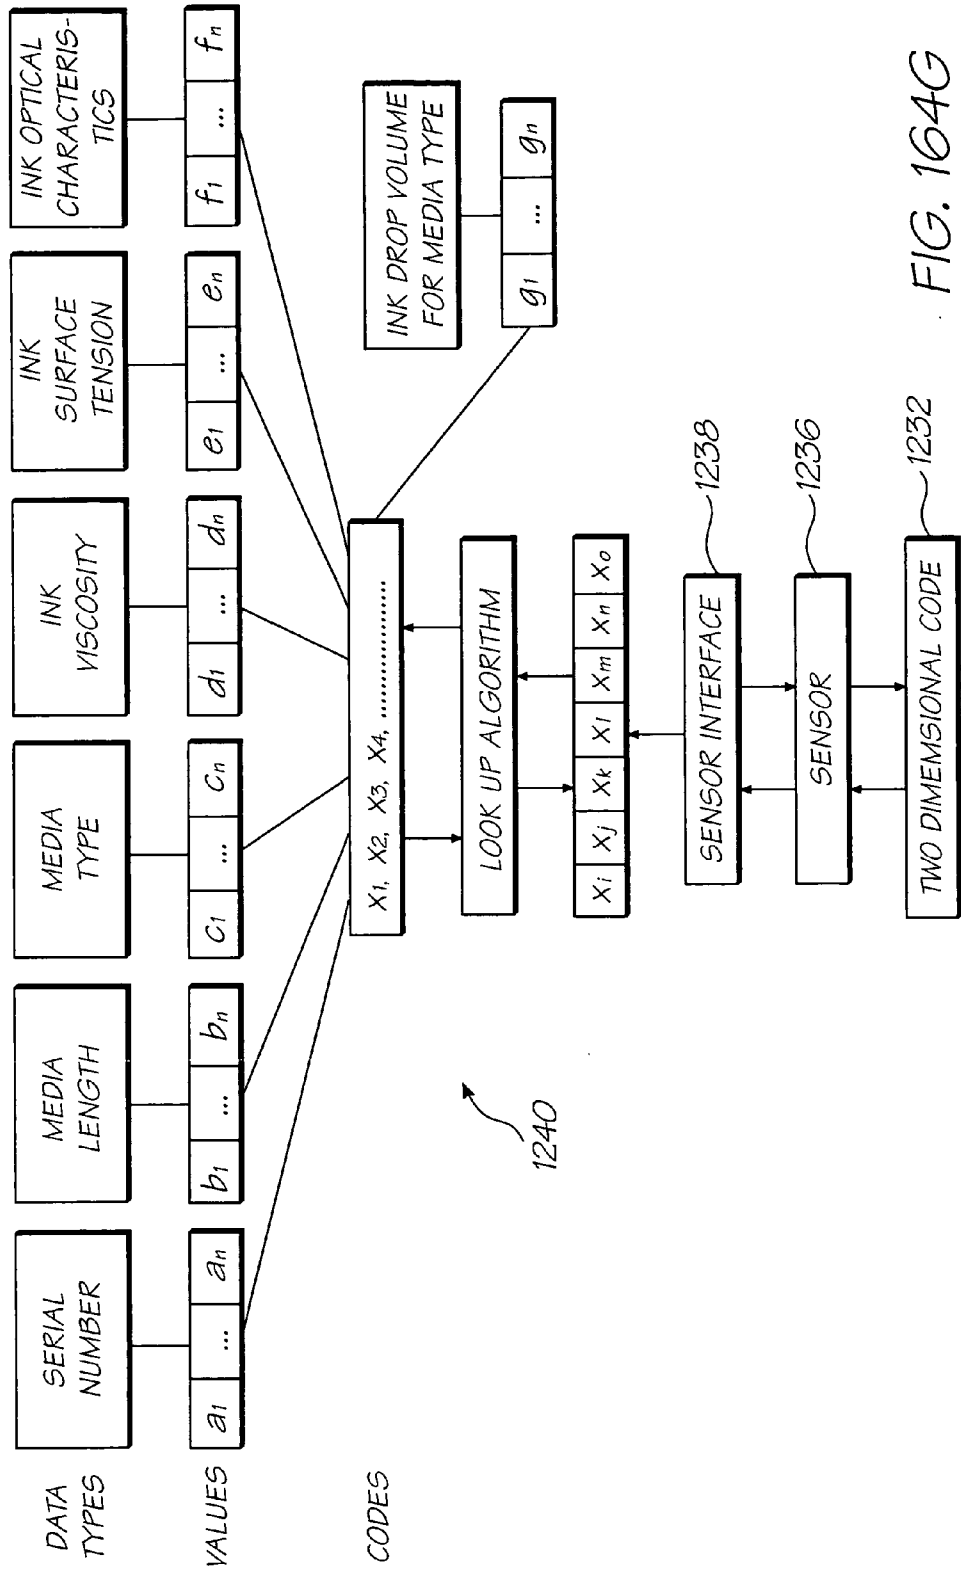 DATA
TYPES
SERIAL
NUMBER
MEDIA
LENGTH
MEDIA
TYPE
INK
VISCOSITY
INK
SURFACE
TENSION
INK OPTICAL
CHARACTERIS-
TICS
VALUES
a1 ... an
b1 ... bn
c1 ... cn
d1 ... dn
e1 ... en
f1 ... fn
CODES
X1, X2, X3, X4, .....................
INK DROP VOLUME
FOR MEDIA TYPE
g1 ... gn
LOOK UP ALGORITHM
Xi Xj Xk Xl Xm Xn Xo
1240
SENSOR INTERFACE
1238
SENSOR
1236
TWO DIMEMSIONAL CODE
1232
FIG. 164G